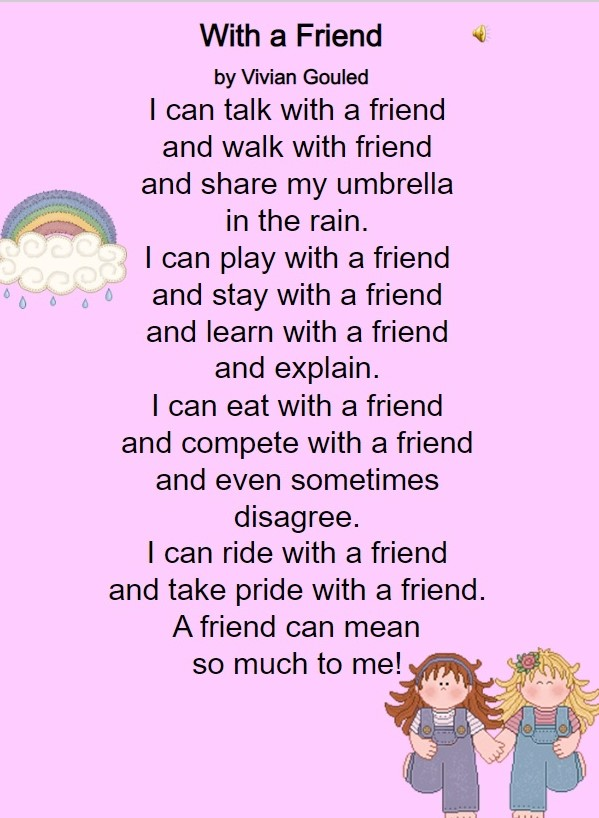 With a Friend
by Vivian Gouled
I can talk with a friend
and walk with friend
and share my umbrella
in the rain.
I can play with a friend
and stay with a friend
and learn with a friend
and explain.
I can eat with a friend
and compete with a friend
and even sometimes
disagree.
I can ride with a friend
and take pride with a friend.
A friend can mean
so much to me!